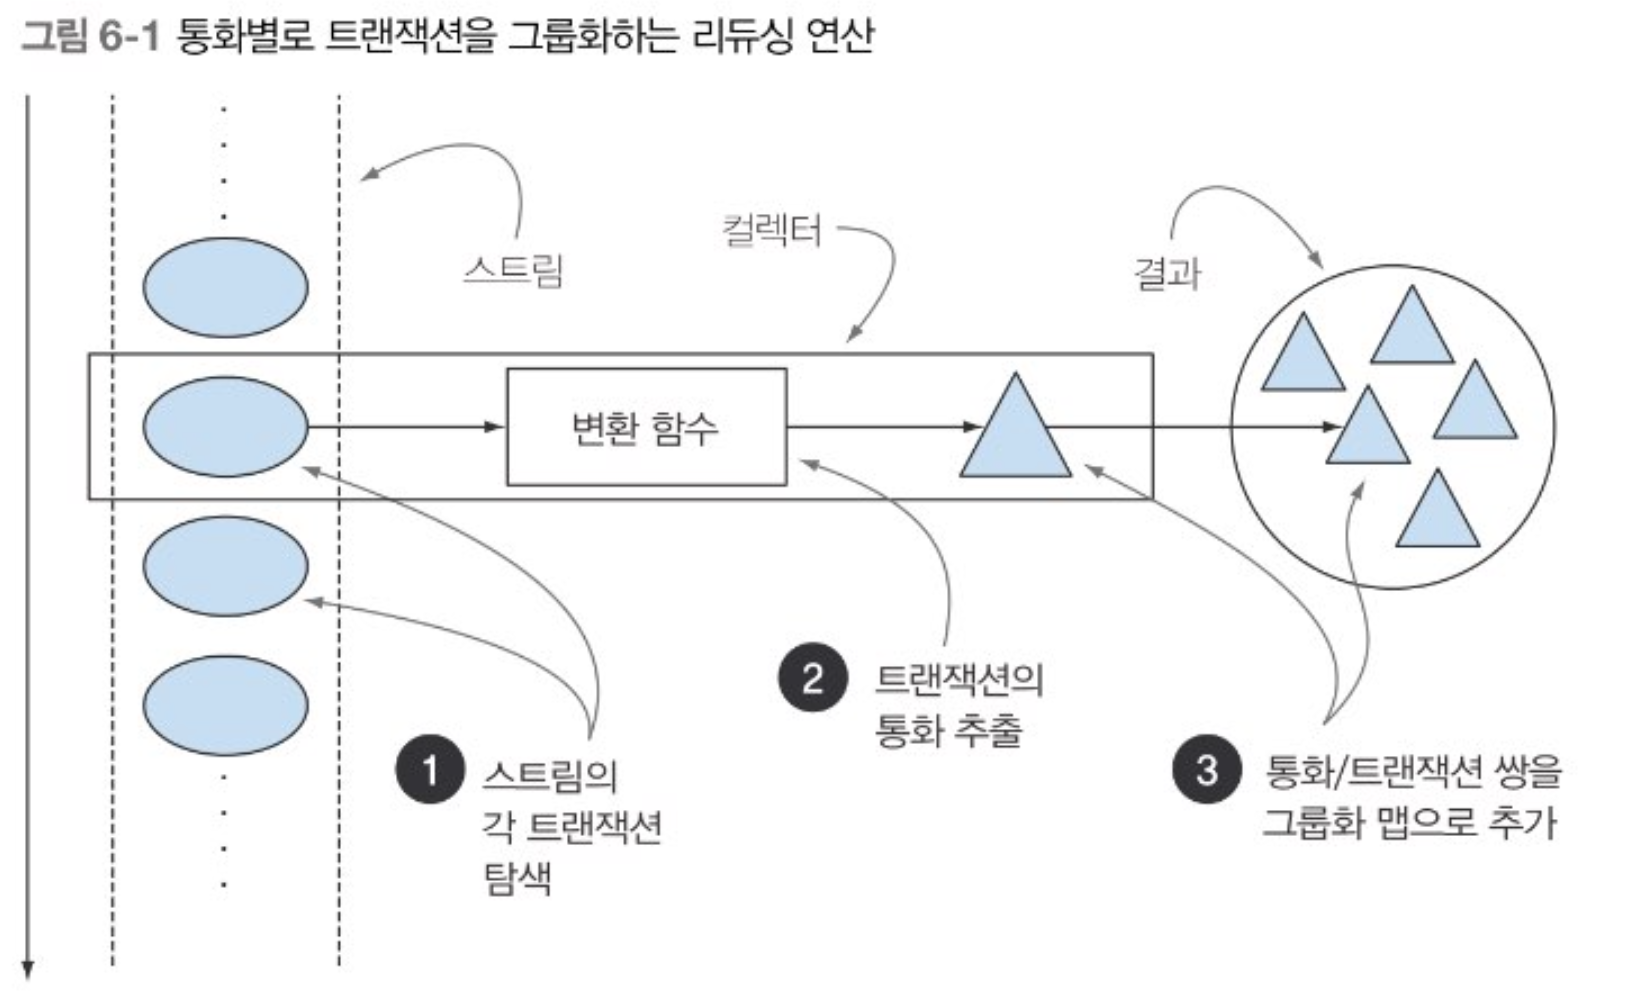 그림 6-1 통화별로 트랜잭션을 그룹화하는 리듀싱 연산
스트림
컬렉터
결과
변환 함수
1 스트림의
각 트랜잭션
탐색
2 트랜잭션의
통화 추출
3 통화/트랜잭션 쌍을
그룹화 맵으로 추가